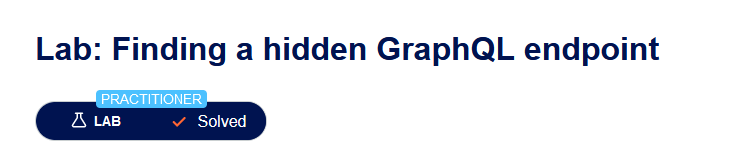 Lab: Finding a hidden GraphQL endpoint
PRACTITIONER
LAB Solved